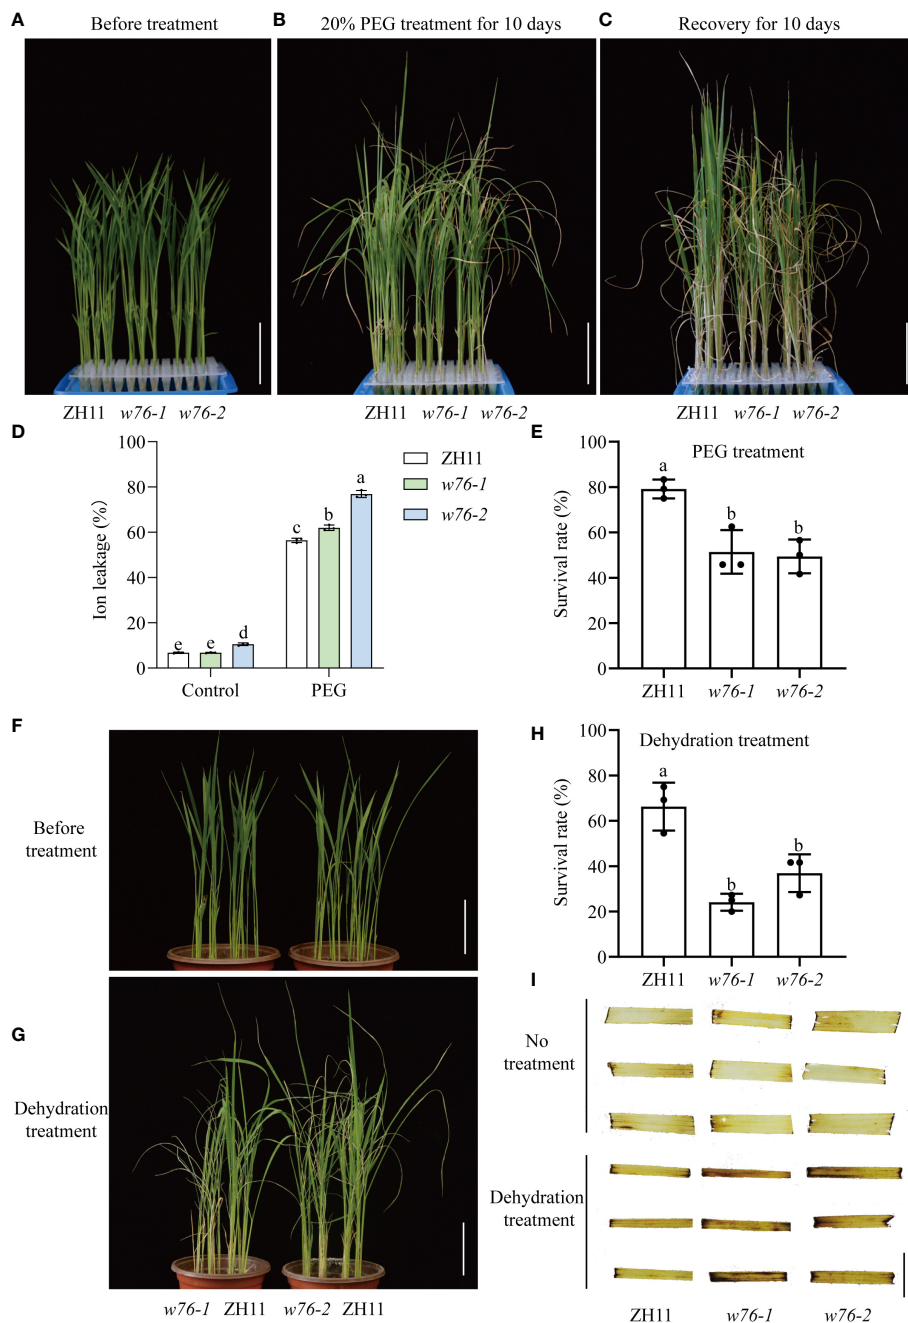 A Before treatment
B 20% PEG treatment for 10 days
C Recovery for 10 days
ZH11 w76-1 w76-2
ZH11 w76-1 w76-2
ZH11 w76-1 w76-2
D
Ion leakage (%)
100
80
60
40
20
0
e e d
c b a
Control PEG
ZH11
w76-1
w76-2
E
PEG treatment
Survival rate (%)
100
80
60
40
20
0
a b b
ZH11 w76-1 w76-2
F
Before
treatment
G
Dehydration
treatment
w76-1 ZH11 w76-2 ZH11
H
Dehydration treatment
Survival rate (%)
100
80
60
40
20
0
a b b
ZH11 w76-1 w76-2
I
No
treatment
Dehydration
treatment
ZH11 w76-1 w76-2